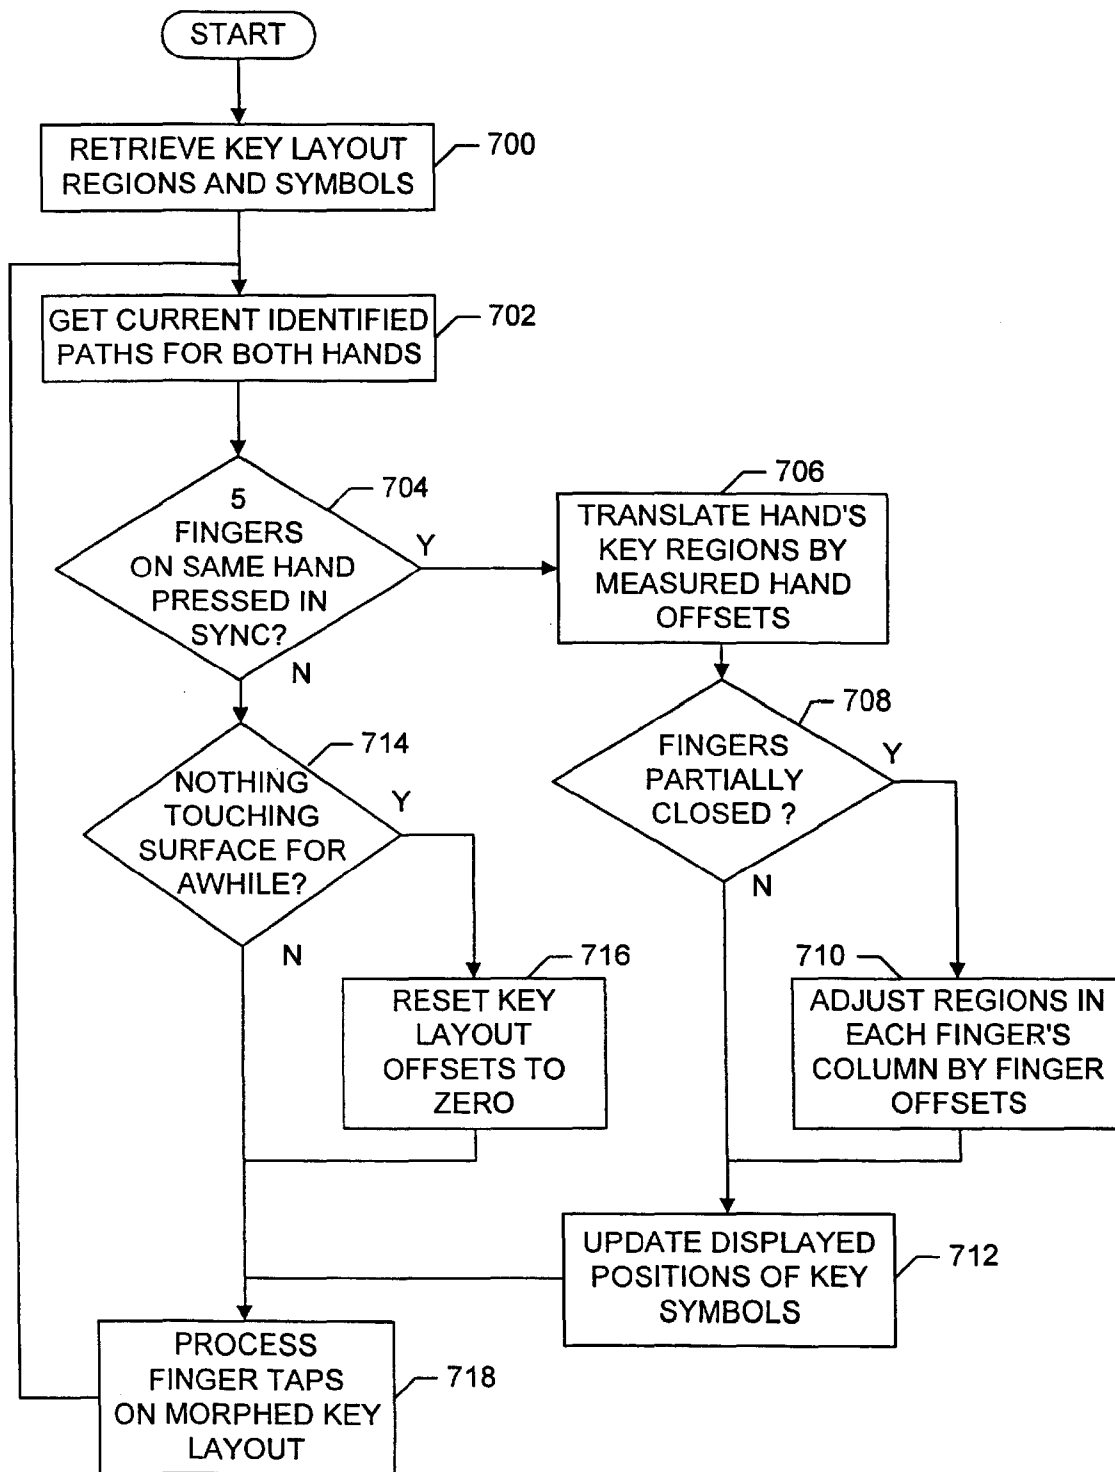 START
RETRIEVE KEY LAYOUT
REGIONS AND SYMBOLS
700
GET CURRENT IDENTIFIED
PATHS FOR BOTH HANDS
702
5
FINGERS
ON SAME HAND
PRESSED IN
SYNC?
704
Y
N
706
TRANSLATE HAND'S
KEY REGIONS BY
MEASURED HAND
OFFSETS
708
FINGERS
PARTIALLY
CLOSED ?
Y
N
714
NOTHING
TOUCHING
SURFACE FOR
AWHILE?
Y
N
716
RESET KEY
LAYOUT
OFFSETS TO
ZERO
710
ADJUST REGIONS IN
EACH FINGER'S
COLUMN BY FINGER
OFFSETS
UPDATE DISPLAYED
POSITIONS OF KEY
SYMBOLS
712
PROCESS
FINGER TAPS
ON MORPHED KEY
LAYOUT
718